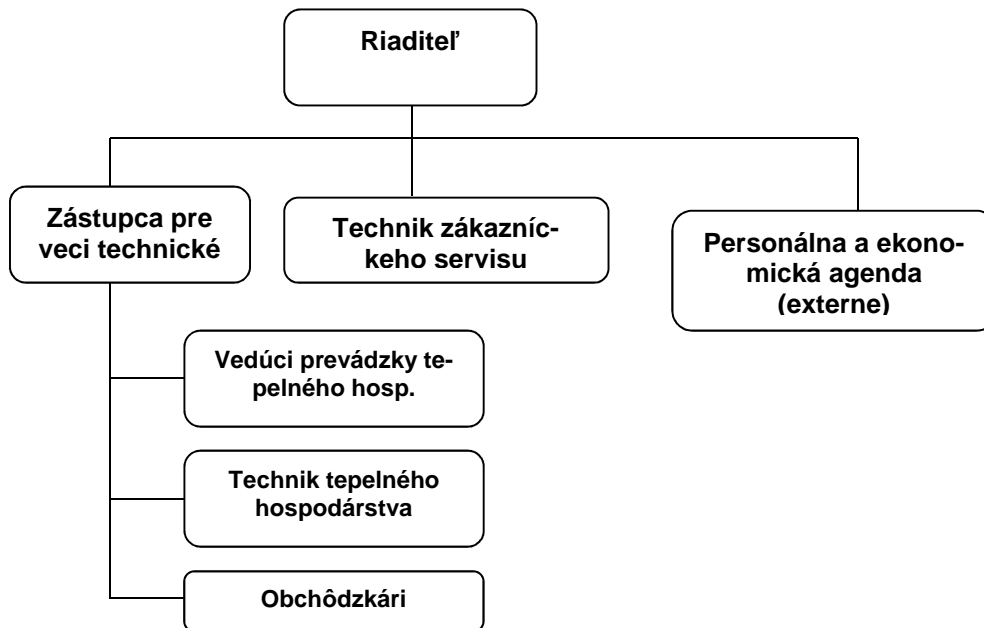 Riaditeľ
Zástupca pre
veci technické
Technik zákazníc-
keho servisu
Personálna a ekono-
mická agenda
(externe)
Vedúci prevádzky te-
pelného hosp.
Technik tepelného
hospodárstva
Obchôdzkári